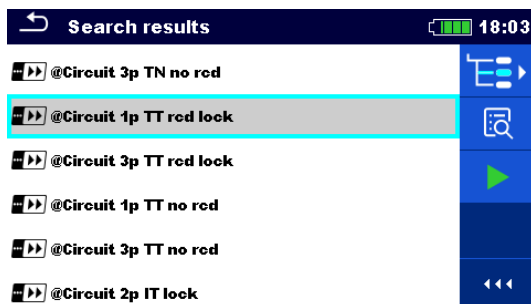 Search results
18:03
@Circuit 3p TN no rcd
@Circuit 1p TT rcd lock
@Circuit 3p TT rcd lock
@Circuit 1p TT no rcd
@Circuit 3p TT no rcd
@Circuit 2p IT lock